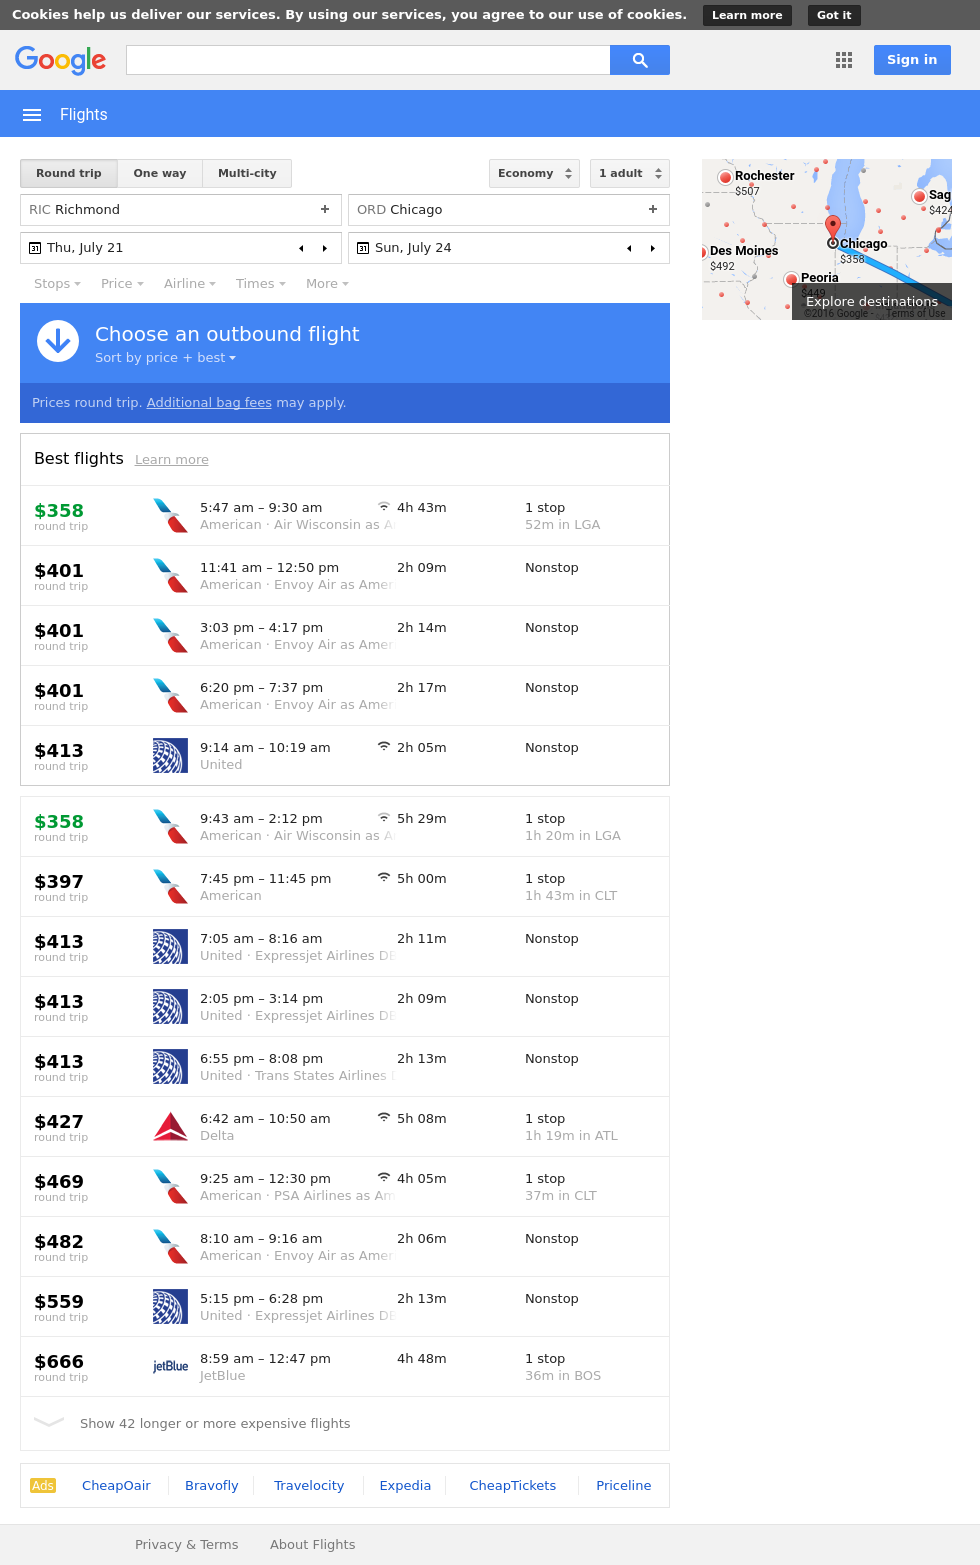 Cookies help us deliver our services. By using our services, you agree to our use of cookies. Learn more Got it
Google Sign in
Flights
Round trip One way Multi-city Economy 1 adult
RIC Richmond + ORD Chicago +
31 Thu, July 21 31 Sun, July 24
Stops Price Airline Times More
Choose an outbound flight
Sort by price + best
Prices round trip. Additional bag fees may apply.
Rochester
$507
Sag
$424
Des Moines
$492
Chicago
$358
Peoria
$449
Explore destinations
©2016 Google - Terms of Use
Best flights Learn more
$358 5:47 am – 9:30 am 4h 43m 1 stop
round trip American · Air Wisconsin as A 52m in LGA
$401 11:41 am – 12:50 pm 2h 09m Nonstop
round trip American · Envoy Air as Amer
$401 3:03 pm – 4:17 pm 2h 14m Nonstop
round trip American · Envoy Air as Amer
$401 6:20 pm – 7:37 pm 2h 17m Nonstop
round trip American · Envoy Air as Amer
$413 9:14 am – 10:19 am 2h 05m Nonstop
round trip United
$358 9:43 am – 2:12 pm 5h 29m 1 stop
round trip American · Air Wisconsin as A 1h 20m in LGA
$397 7:45 pm – 11:45 pm 5h 00m 1 stop
round trip American 1h 43m in CLT
$413 7:05 am – 8:16 am 2h 11m Nonstop
round trip United · Expressjet Airlines DB
$413 2:05 pm – 3:14 pm 2h 09m Nonstop
round trip United · Expressjet Airlines DB
$413 6:55 pm – 8:08 pm 2h 13m Nonstop
round trip United · Trans States Airlines D
$427 6:42 am – 10:50 am 5h 08m 1 stop
round trip Delta 1h 19m in ATL
$469 9:25 am – 12:30 pm 4h 05m 1 stop
round trip American · PSA Airlines as Am 37m in CLT
$482 8:10 am – 9:16 am 2h 06m Nonstop
round trip American · Envoy Air as Amer
$559 5:15 pm – 6:28 pm 2h 13m Nonstop
round trip United · Expressjet Airlines DB
$666 jetBlue 8:59 am – 12:47 pm 4h 48m 1 stop
round trip JetBlue 36m in BOS
Show 42 longer or more expensive flights
Ads CheapOair Bravofly Travelocity Expedia CheapTickets Priceline
Privacy & Terms About Flights